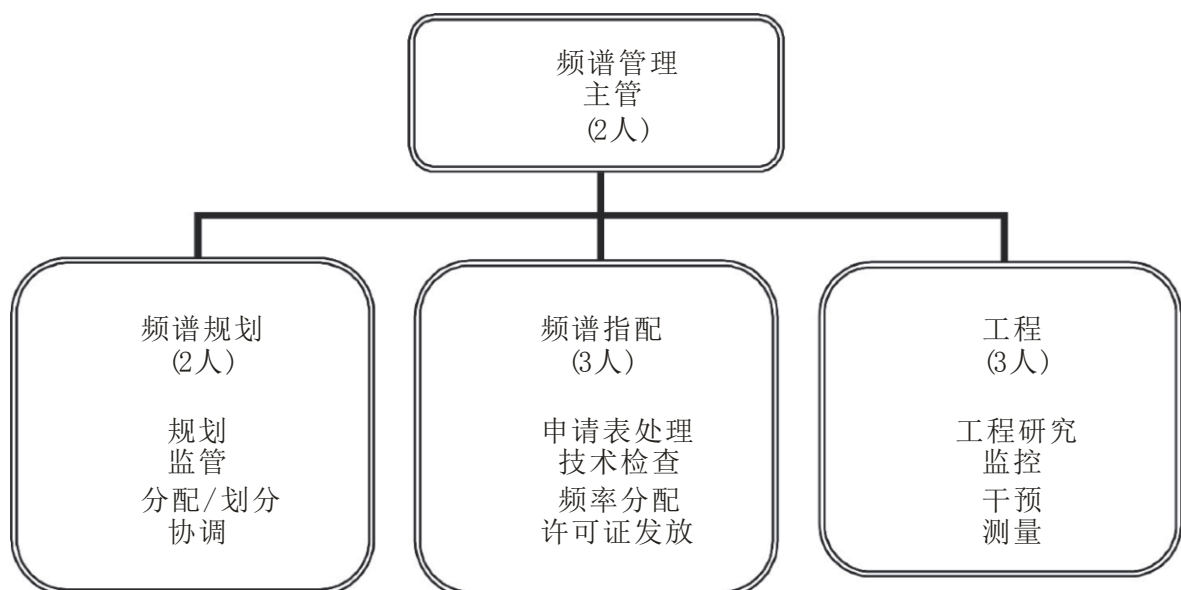 频谱管理
主管
(2人)
频谱规划
(2人)
规划
监管
分配/划分
协调
频谱指配
(3人)
申请表处理
技术检查
频率分配
许可证发放
工程
(3人)
工程研究
监控
干预
测量